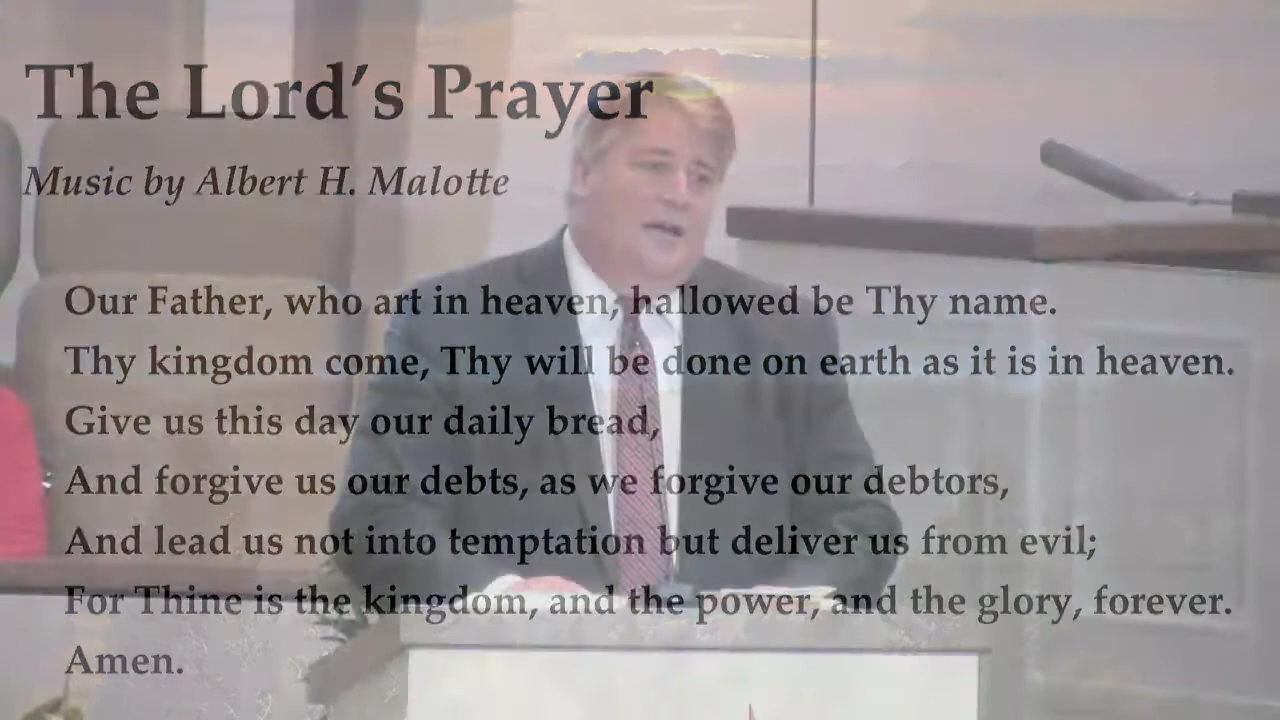 The Lord’s Prayer
Music by Albert H. Malotte
Our Father, who art in heaven, hallowed be Thy name.
Thy kingdom come, Thy will be done on earth as it is in heaven.
Give us this day our daily bread,
And forgive us our debts, as we forgive our debtors,
And lead us not into temptation but deliver us from evil;
For Thine is the kingdom, and the power, and the glory, forever.
Amen.